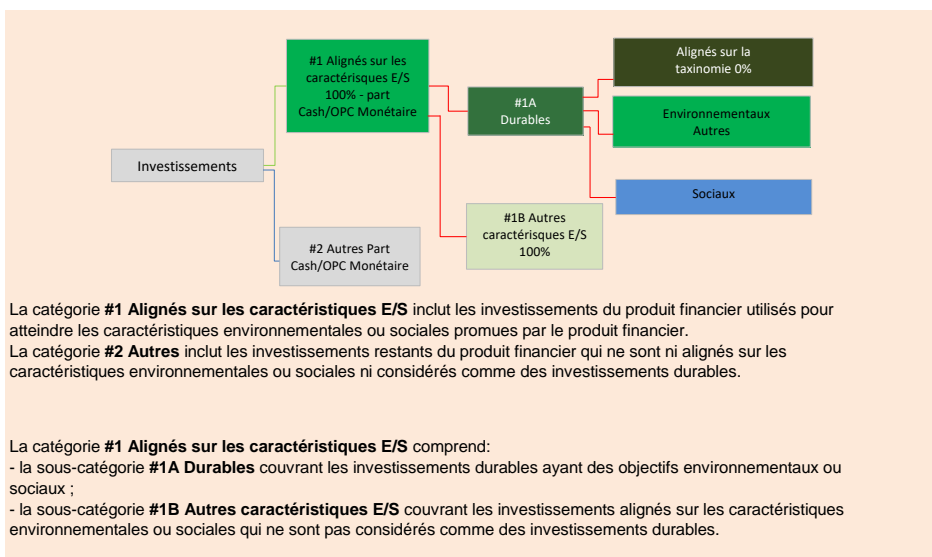 #1 Alignés sur les
caractérisques E/S
100% - part
Cash/OPC Monétaire
Alignés sur la
taxinomie 0%
#1A
Durables
Environnementaux
Autres
Investissements
Sociaux
#1B Autres
caractérisques E/S
100%
#2 Autres Part
Cash/OPC Monétaire
La catégorie #1 Alignés sur les caractéristiques E/S inclut les investissements du produit financier utilisés pour
atteindre les caractéristiques environnementales ou sociales promues par le produit financier.
La catégorie #2 Autres inclut les investissements restants du produit financier qui ne sont ni alignés sur les
caractéristiques environnementales ou sociales ni considérés comme des investissements durables.
La catégorie #1 Alignés sur les caractéristiques E/S comprend:
- la sous-catégorie #1A Durables couvrant les investissements durables ayant des objectifs environnementaux ou
sociaux ;
- la sous-catégorie #1B Autres caractéristiques E/S couvrant les investissements alignés sur les caractéristiques
environnementales ou sociales qui ne sont pas considérés comme des investissements durables.